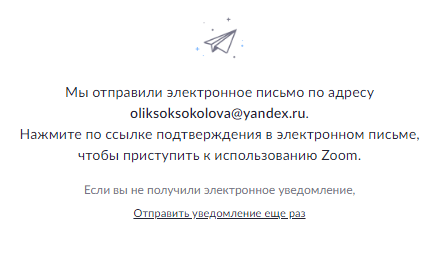 Мы отправили электронное письмо по адресу
oliksoksokolova@yandex.ru.
Нажмите по ссылке подтверждения в электронном письме,
чтобы приступить к использованию Zoom.
Если вы не получили электронное уведомление,
Отправить уведомление еще раз